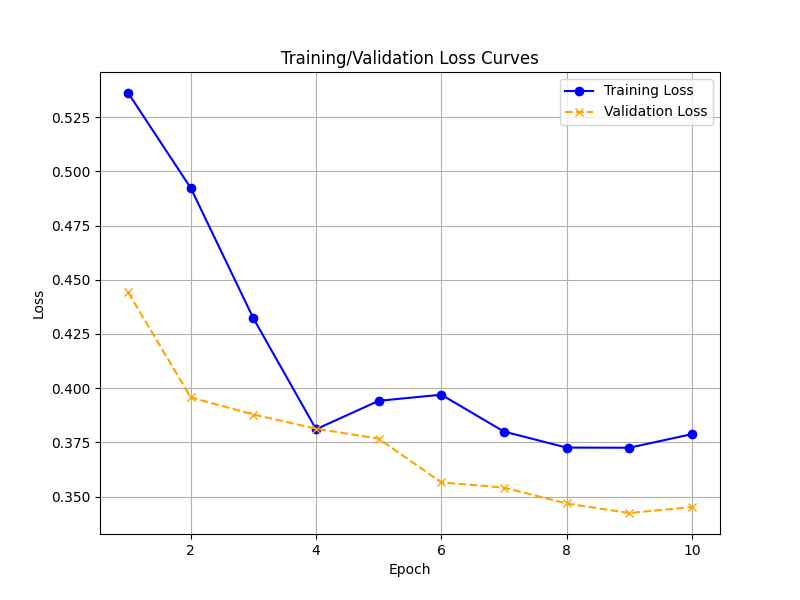 Training/Validation Loss Curves
Training Loss
Validation Loss
0.525
0.500
0.475
0.450
0.425
0.400
0.375
0.350
Loss
2 4 6 8 10
Epoch